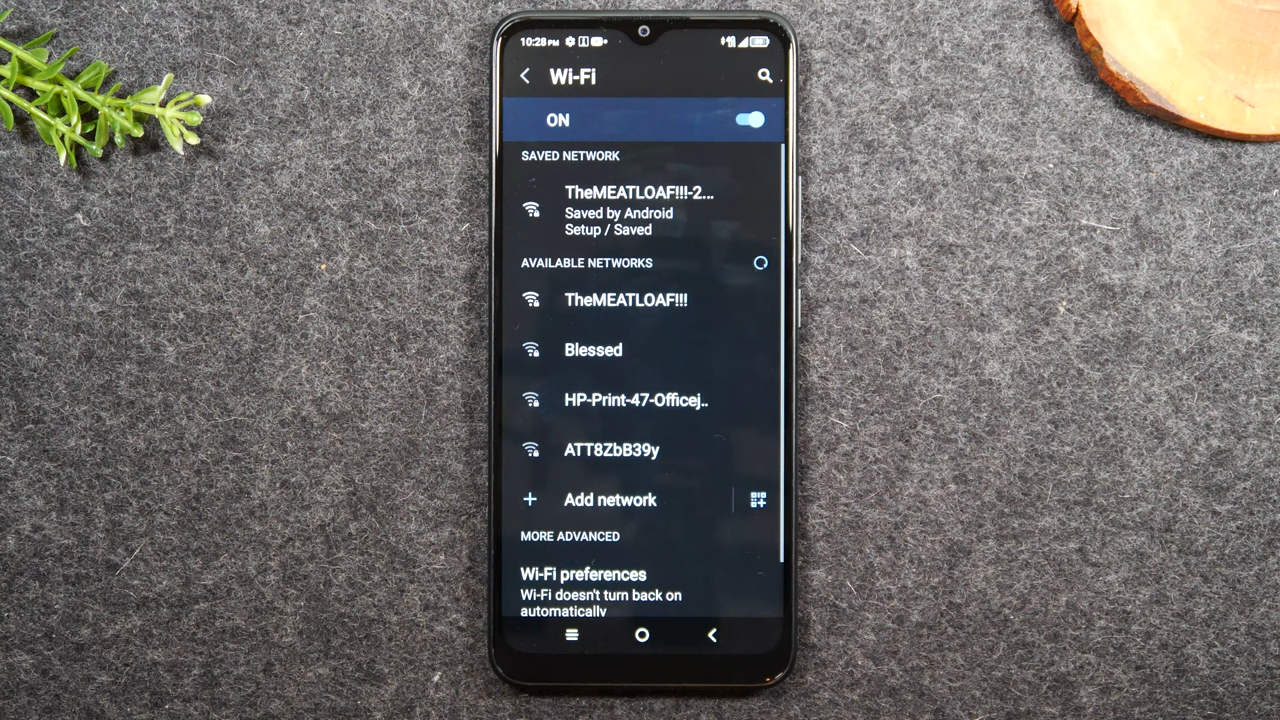 10:28 PM
Wi-Fi
ON
SAVED NETWORK
TheMEATLOAF!!!-2...
Saved by Android
Setup / Saved
AVAILABLE NETWORKS
TheMEATLOAF!!!
Blessed
HP-Print-47-Officej..
ATT8ZbB39y
Add network
MORE ADVANCED
Wi-Fi preferences
Wi-Fi doesn't turn back on
automatically